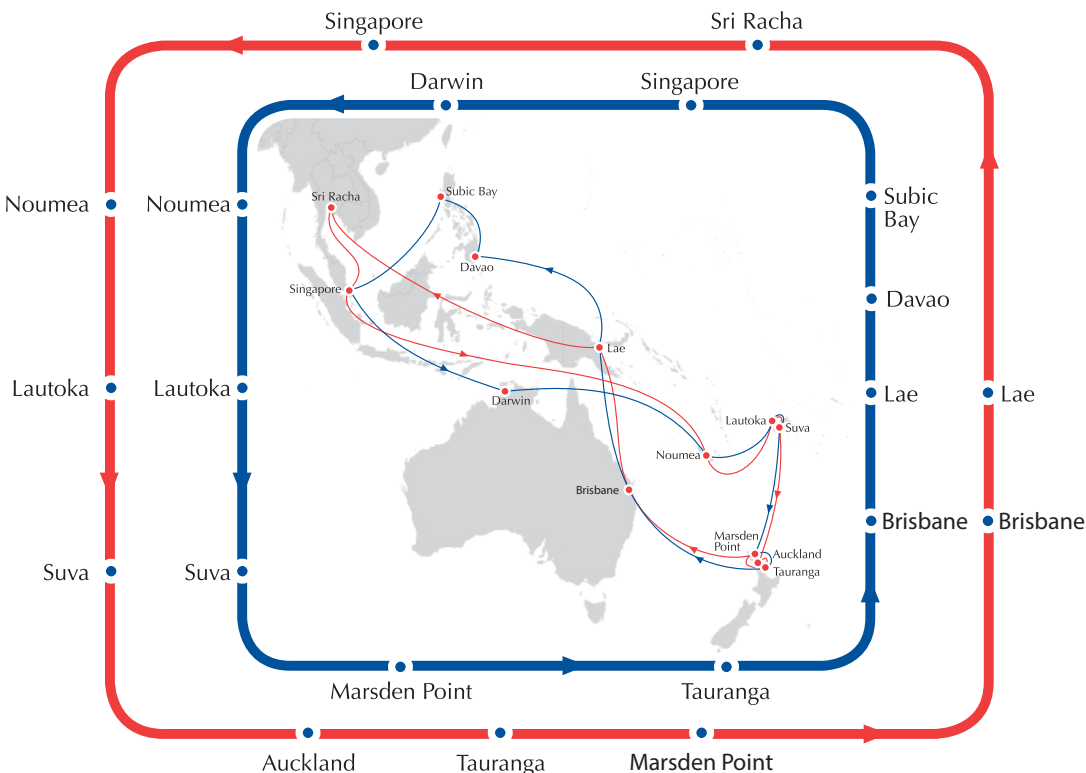 Singapore
Sri Racha
Darwin
Singapore
Noumea
Noumea
Subic
Bay
Sri Racha
Subic Bay
Davao
Singapore
Davao
Lae
Lautoka
Lautoka
Darwin
Lae
Lae
Lautoka
Suva
Noumea
Brisbane
Brisbane
Brisbane
Marsden
Point
Auckland
Tauranga
Suva
Suva
Marsden Point
Tauranga
Auckland
Tauranga
Marsden Point